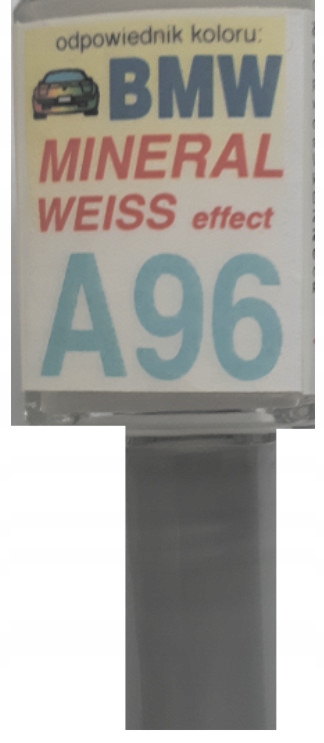 odpowiednik koloru:
BMW
MINERAL
WEISS effect
A96